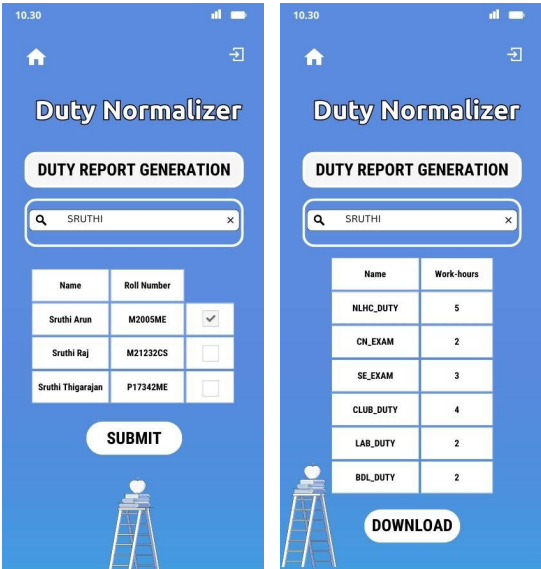 10.30
Duty Normalizer
DUTY REPORT GENERATION
SRUTHI
Name Roll Number
Sruthi Arun M2005ME
Sruthi Raj M21232CS
Sruthi Thigarajan P17342ME
SUBMIT
10.30
Duty Normalizer
DUTY REPORT GENERATION
SRUTHI
Name Work-hours
NLHC_DUTY 5
CN_EXAM 2
SE_EXAM 3
CLUB_DUTY 4
LAB_DUTY 2
BDL_DUTY 2
DOWNLOAD